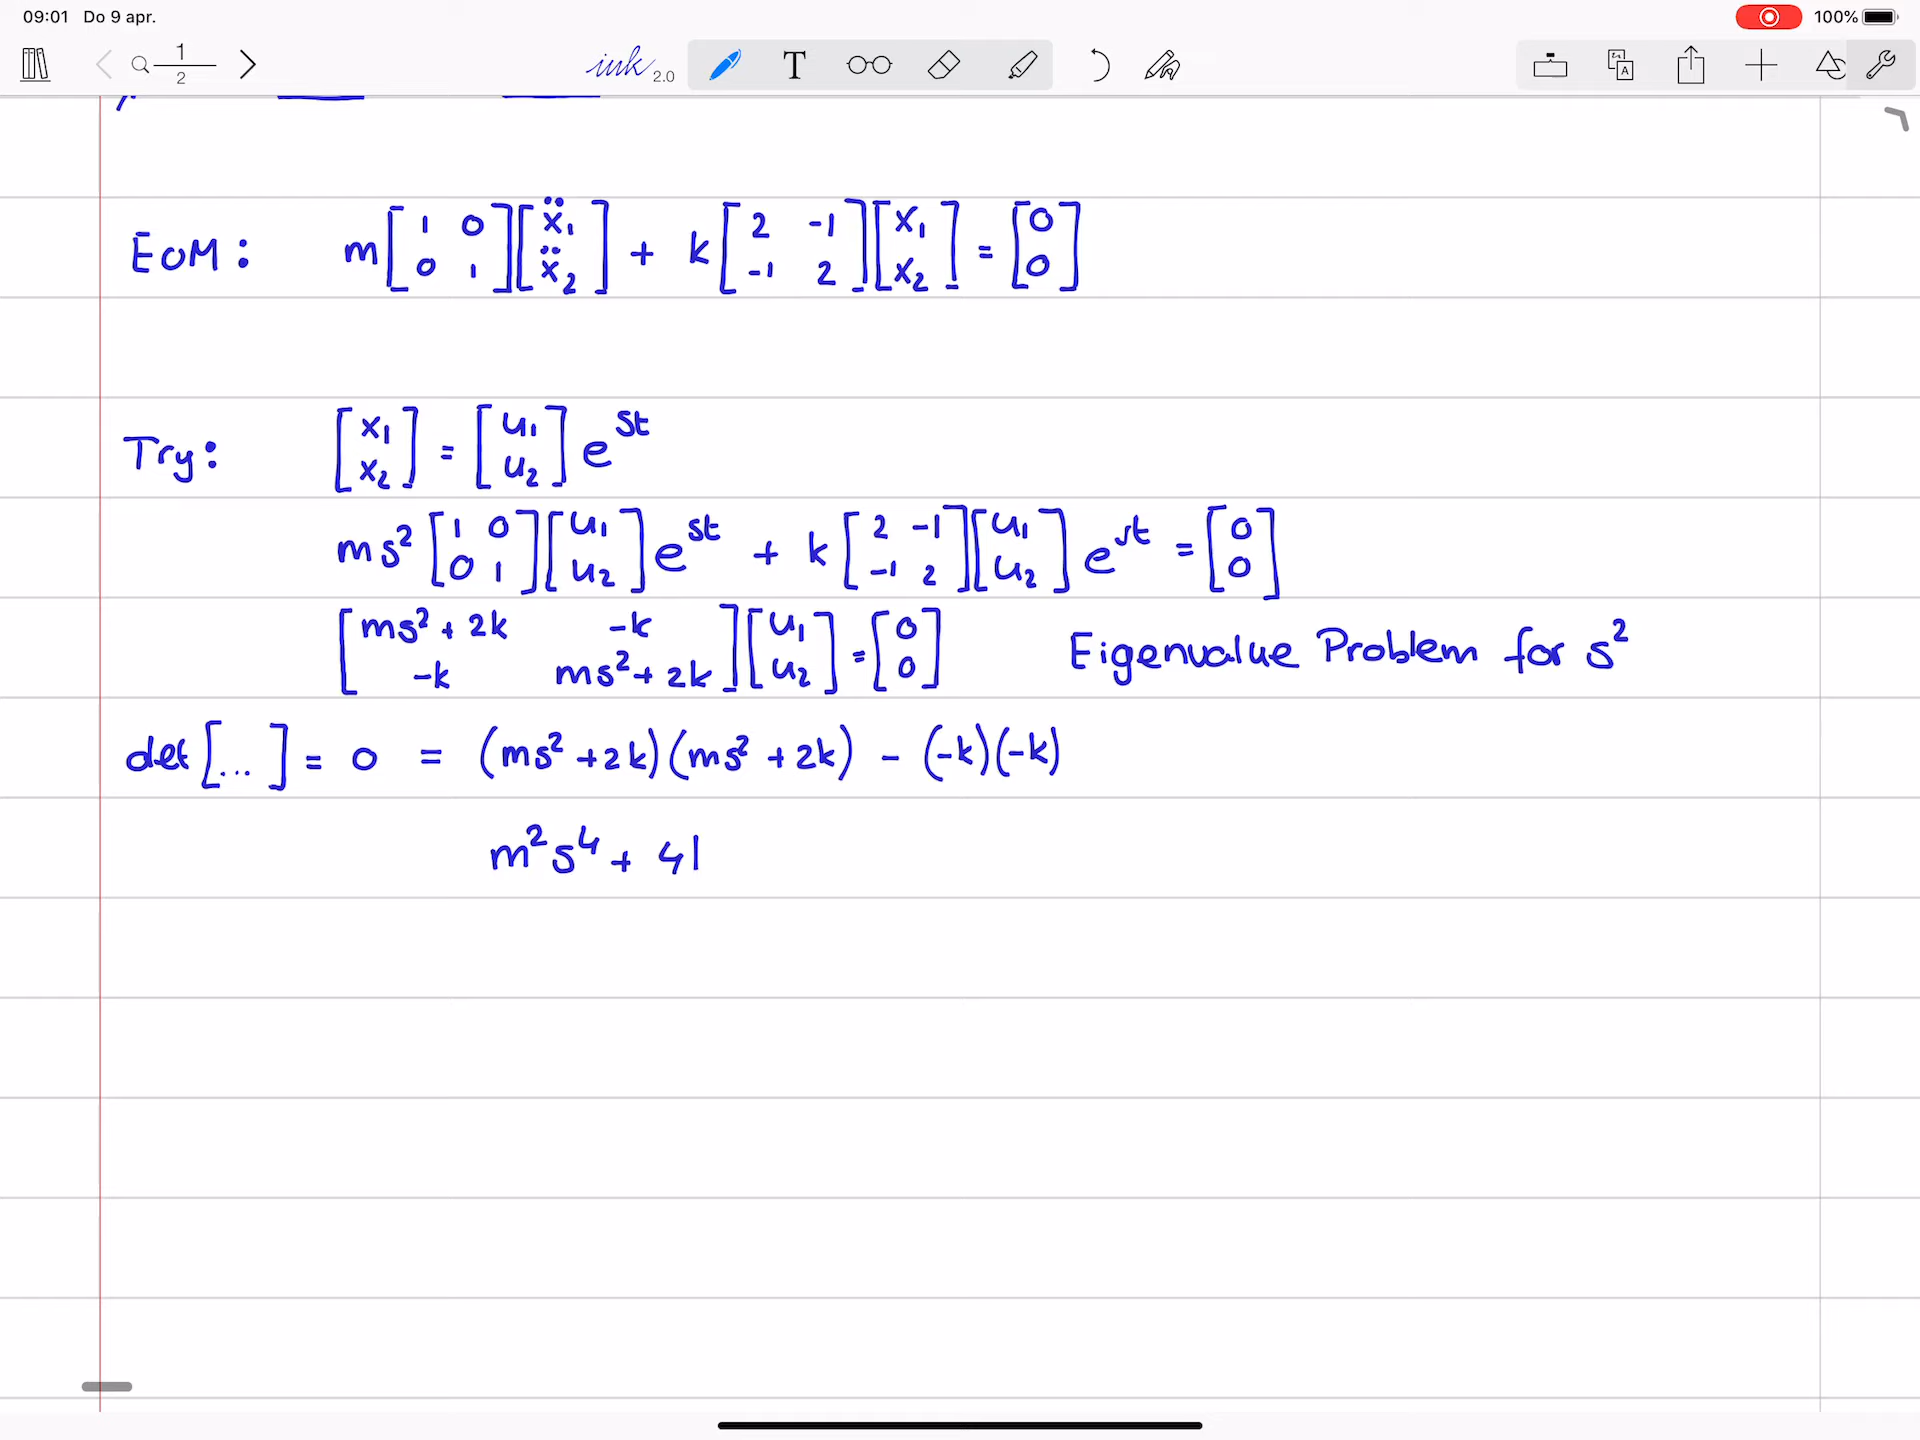 09:01 Do 9 apr. 100%
1/2 ink 2.0 T A
EoM: m [1 0; 0 1] [ẍ₁; ẍ₂] + k [2 -1; -1 2] [x₁; x₂] = [0; 0]
Try: [x₁; x₂] = [u₁; u₂] e^st
ms² [1 0; 0 1] [u₁; u₂] e^st + k [2 -1; -1 2] [u₁; u₂] e^st = [0; 0]
[ms² + 2k -k; -k ms² + 2k] [u₁; u₂] = [0; 0] Eigenvalue Problem for s²
det [...] = 0 = (ms² + 2k)(ms² + 2k) - (-k)(-k)
m²s⁴ + 4l